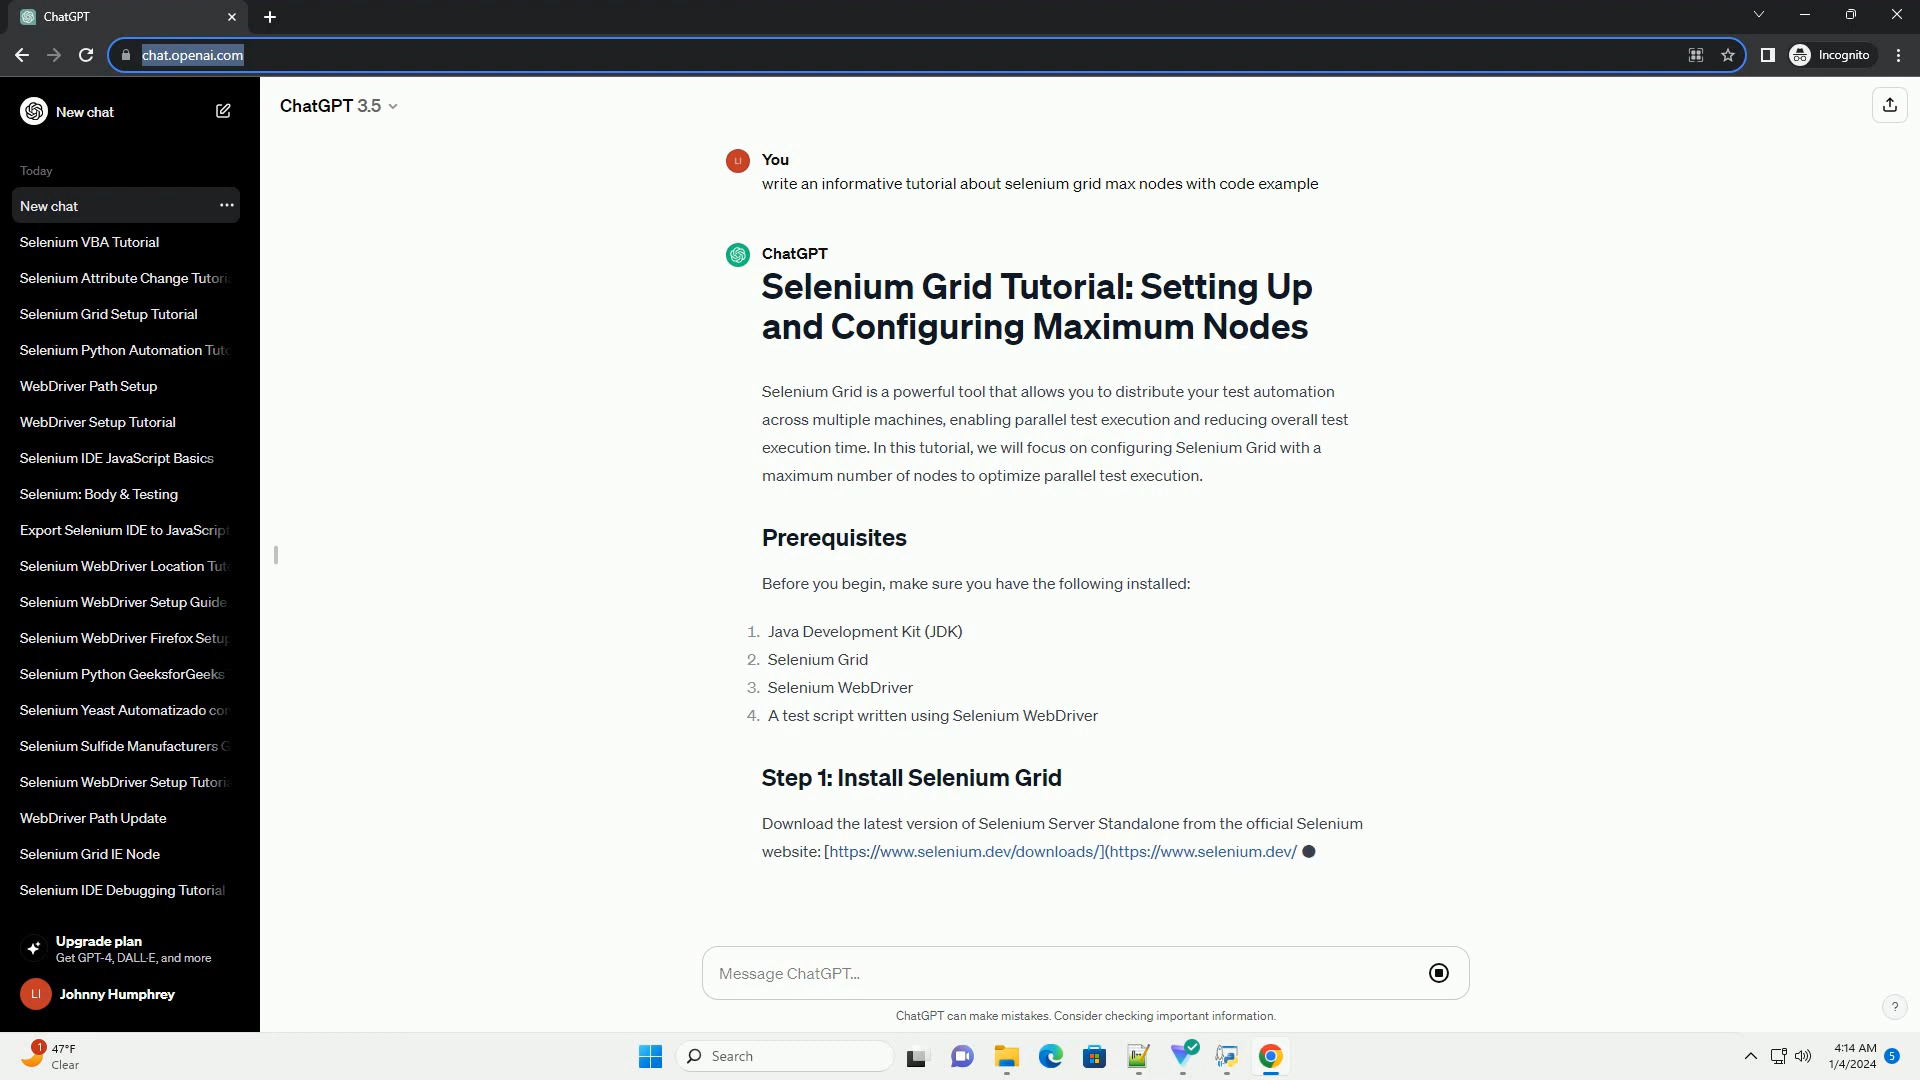 ChatGPT
chat.openai.com
Incognito
New chat
Today
New chat
Selenium VBA Tutorial
Selenium Attribute Change Tutori
Selenium Grid Setup Tutorial
Selenium Python Automation Tut
WebDriver Path Setup
WebDriver Setup Tutorial
Selenium IDE JavaScript Basics
Selenium: Body & Testing
Export Selenium IDE to JavaScript
Selenium WebDriver Location Tut
Selenium WebDriver Setup Guide
Selenium WebDriver Firefox Setup
Selenium Python GeeksforGeeks
Selenium Yeast Automatizado con
Selenium Sulfide Manufacturers G
Selenium WebDriver Setup Tutoria
WebDriver Path Update
Selenium Grid IE Node
Selenium IDE Debugging Tutorial
Upgrade plan
Get GPT-4, DALL·E, and more
LI
Johnny Humphrey
ChatGPT 3.5
LI
You
write an informative tutorial about selenium grid max nodes with code example
ChatGPT
Selenium Grid Tutorial: Setting Up
and Configuring Maximum Nodes
Selenium Grid is a powerful tool that allows you to distribute your test automation
across multiple machines, enabling parallel test execution and reducing overall test
execution time. In this tutorial, we will focus on configuring Selenium Grid with a
maximum number of nodes to optimize parallel test execution.
Prerequisites
Before you begin, make sure you have the following installed:
1. Java Development Kit (JDK)
2. Selenium Grid
3. Selenium WebDriver
4. A test script written using Selenium WebDriver
Step 1: Install Selenium Grid
Download the latest version of Selenium Server Standalone from the official Selenium
website: [https://www.selenium.dev/downloads/](https://www.selenium.dev/
Message ChatGPT...
ChatGPT can make mistakes. Consider checking important information.
?
1
47°F
Clear
Search
4:14 AM
1/4/2024
5